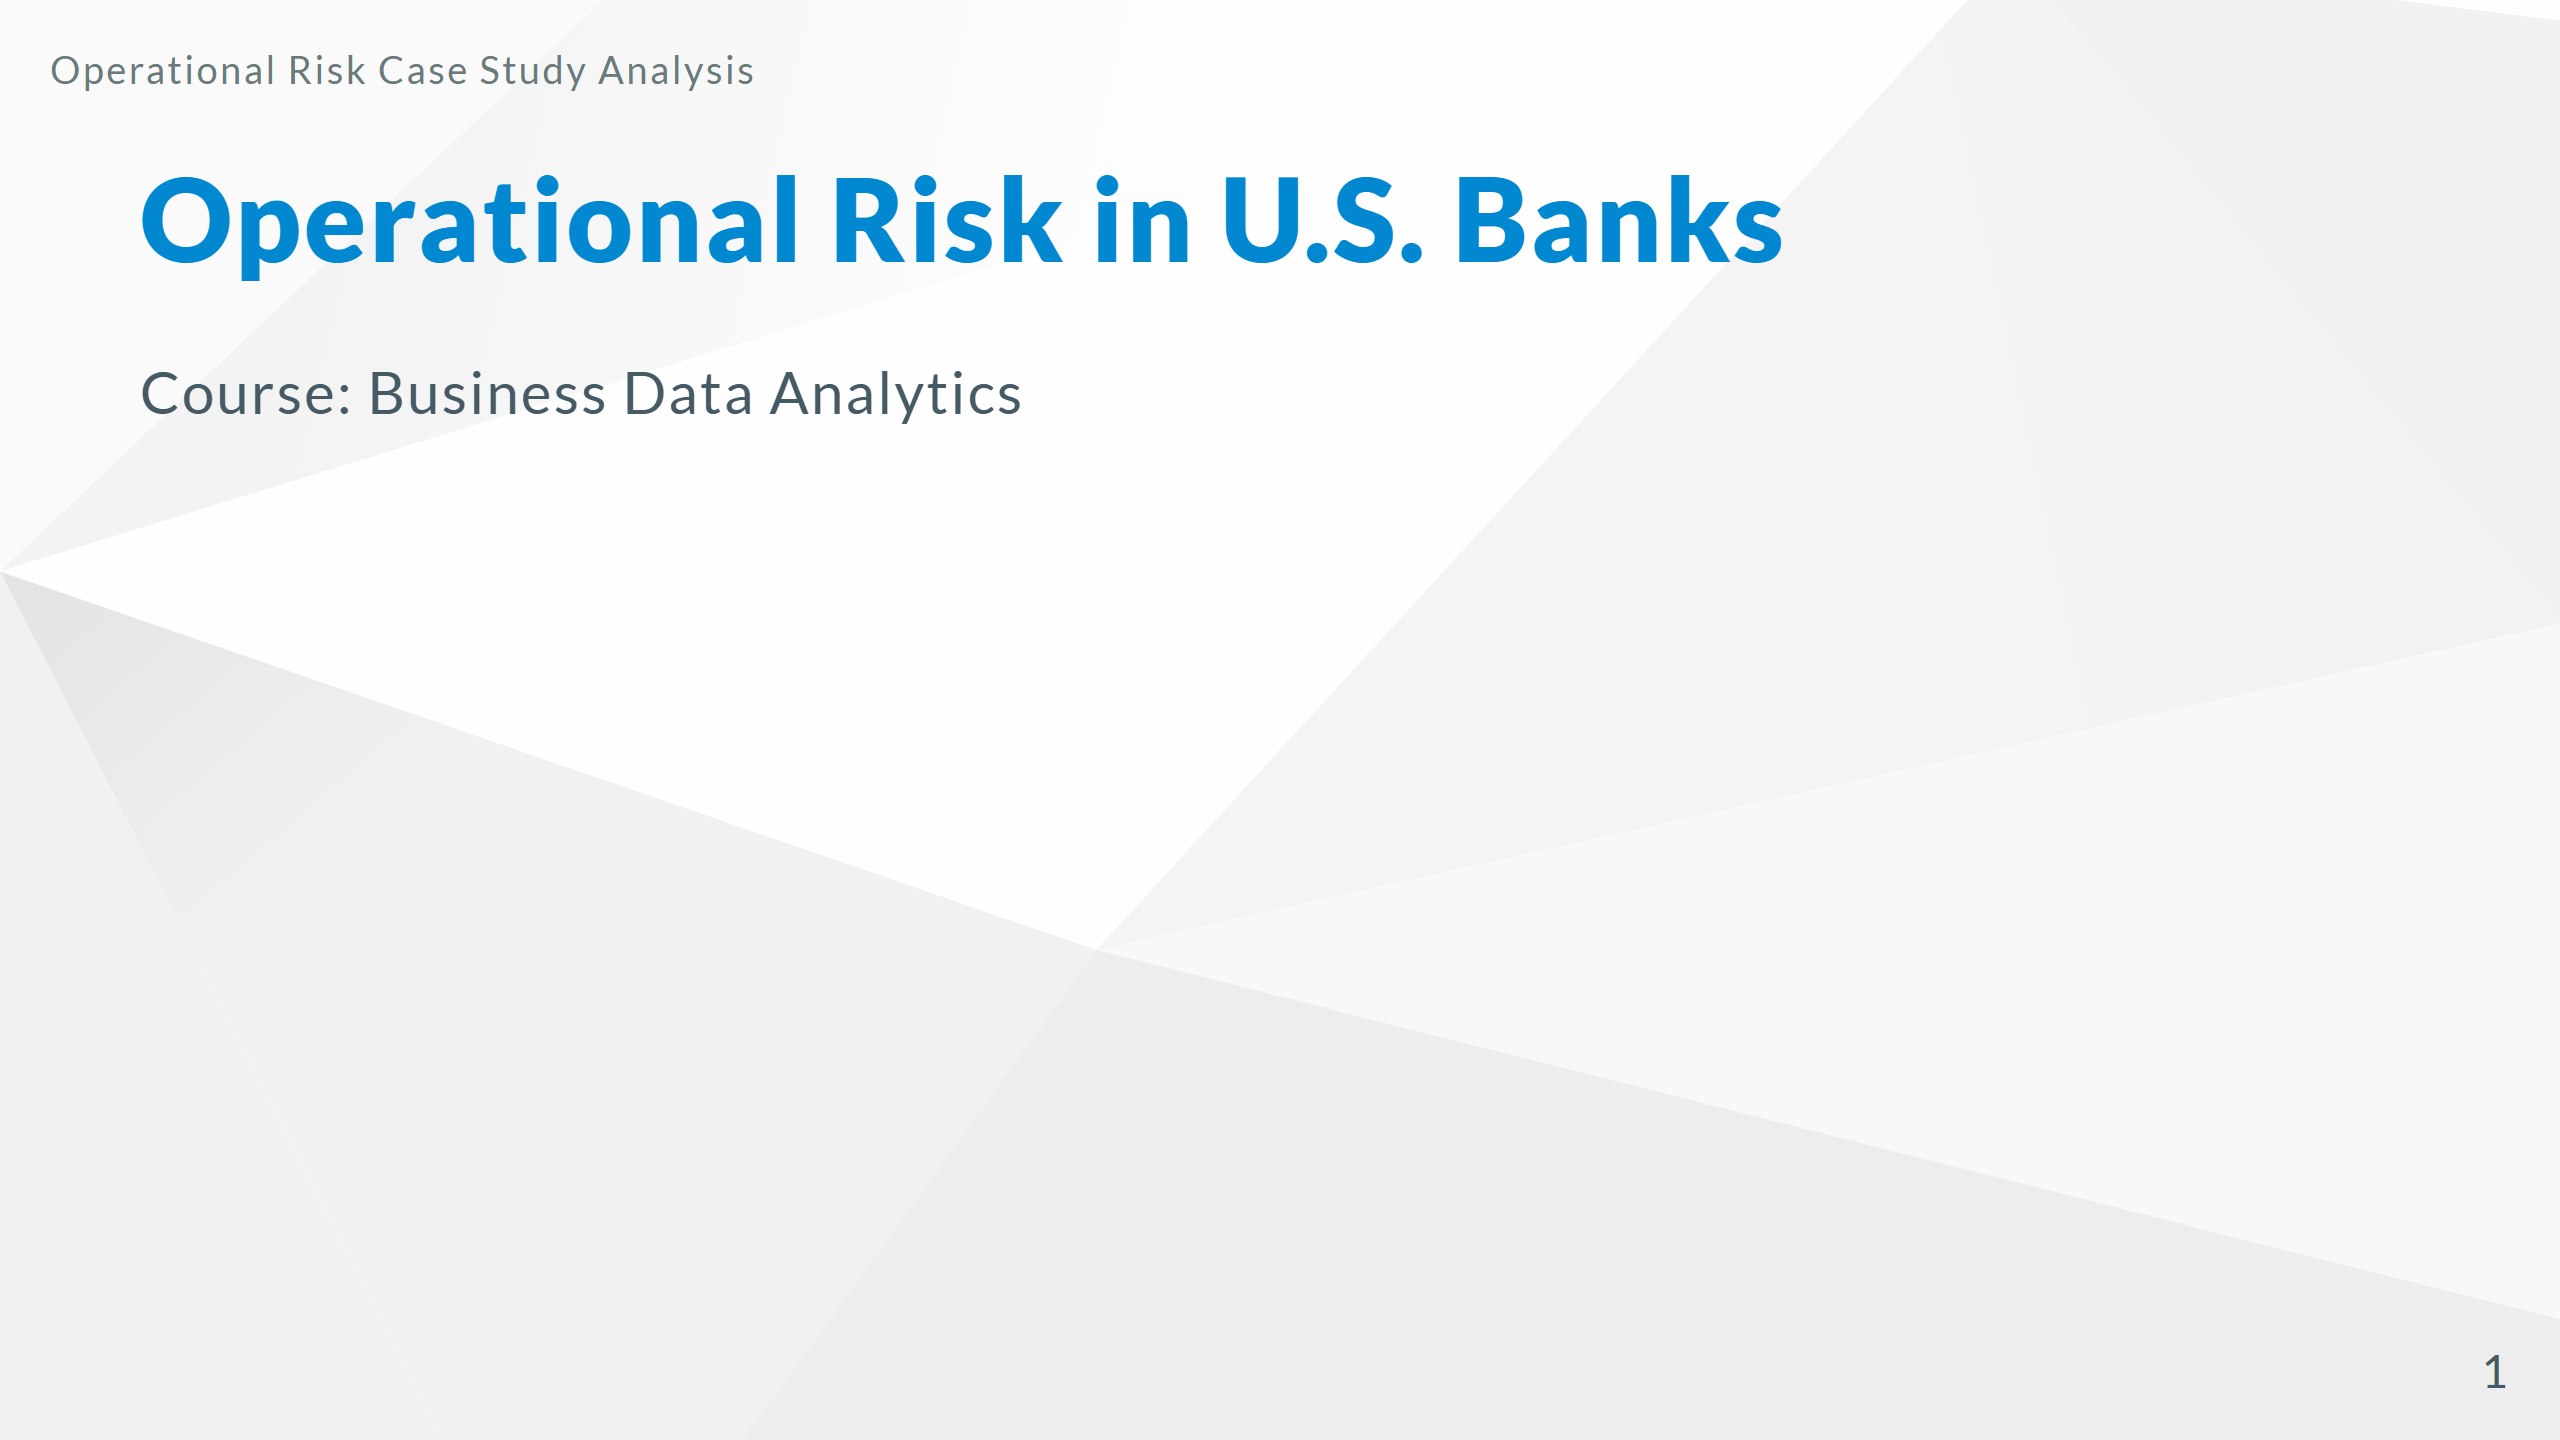 Operational Risk Case Study Analysis
Operational Risk in U.S. Banks
Course: Business Data Analytics
1